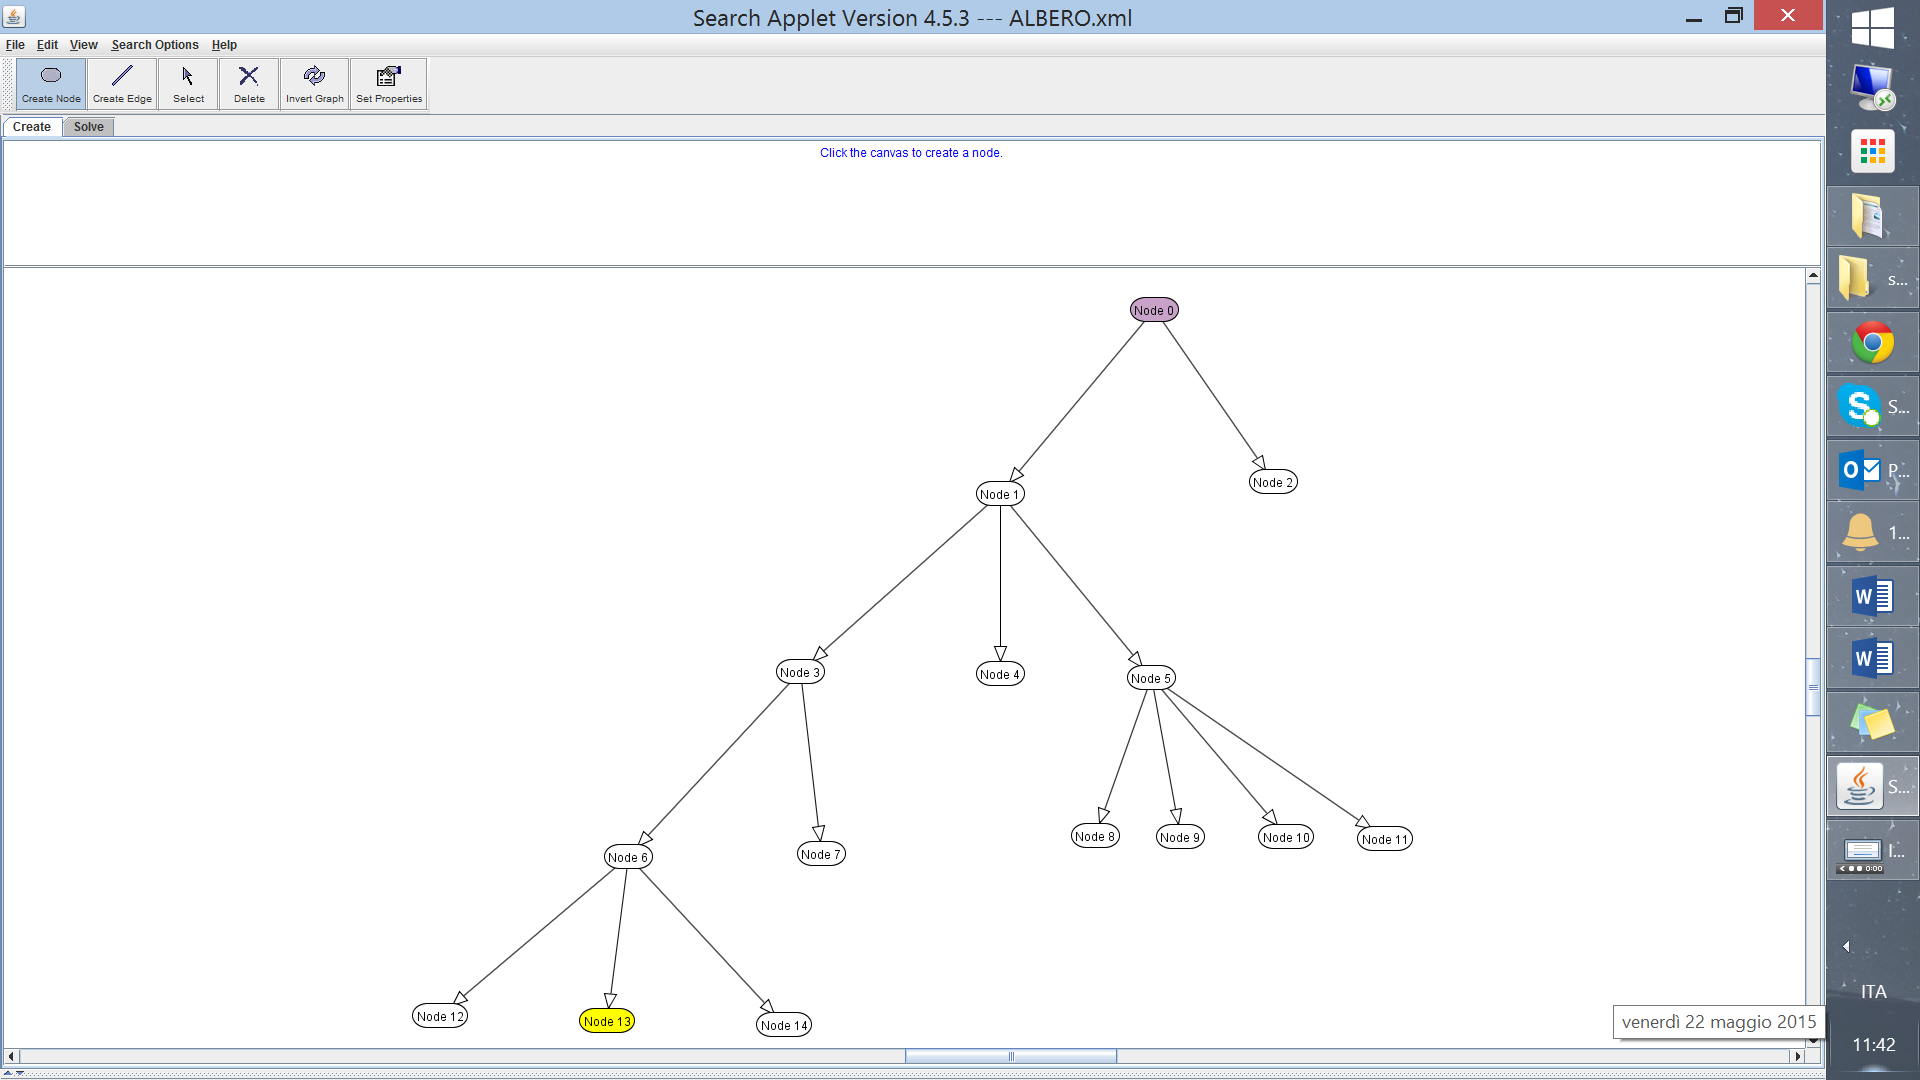 Search Applet Version 4.5.3 --- ALBERO.xml
File Edit View Search Options Help
Create Node Create Edge Select Delete Invert Graph Set Properties
Create Solve
Click the canvas to create a node.
Node 0
Node 2
Node 1
Node 3
Node 4
Node 5
Node 8
Node 9
Node 10
Node 11
Node 6
Node 7
Node 12
Node 13
Node 14
s...
S...
P...
1...
S...
I...
0:00
ITA
venerdì 22 maggio 2015
11:42